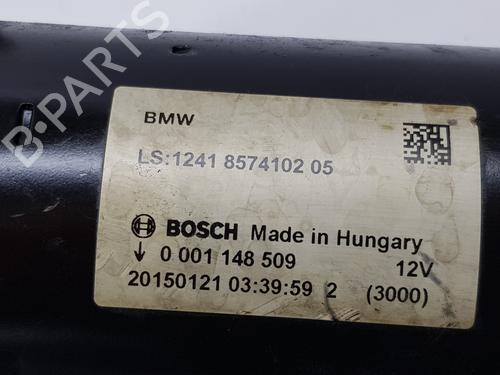 B-PARTS
BMW
LS:1241 8574102 05
BOSCH Made in Hungary
↓ 0 001 148 509 12V
20150121 03:39:59 2 (3000)